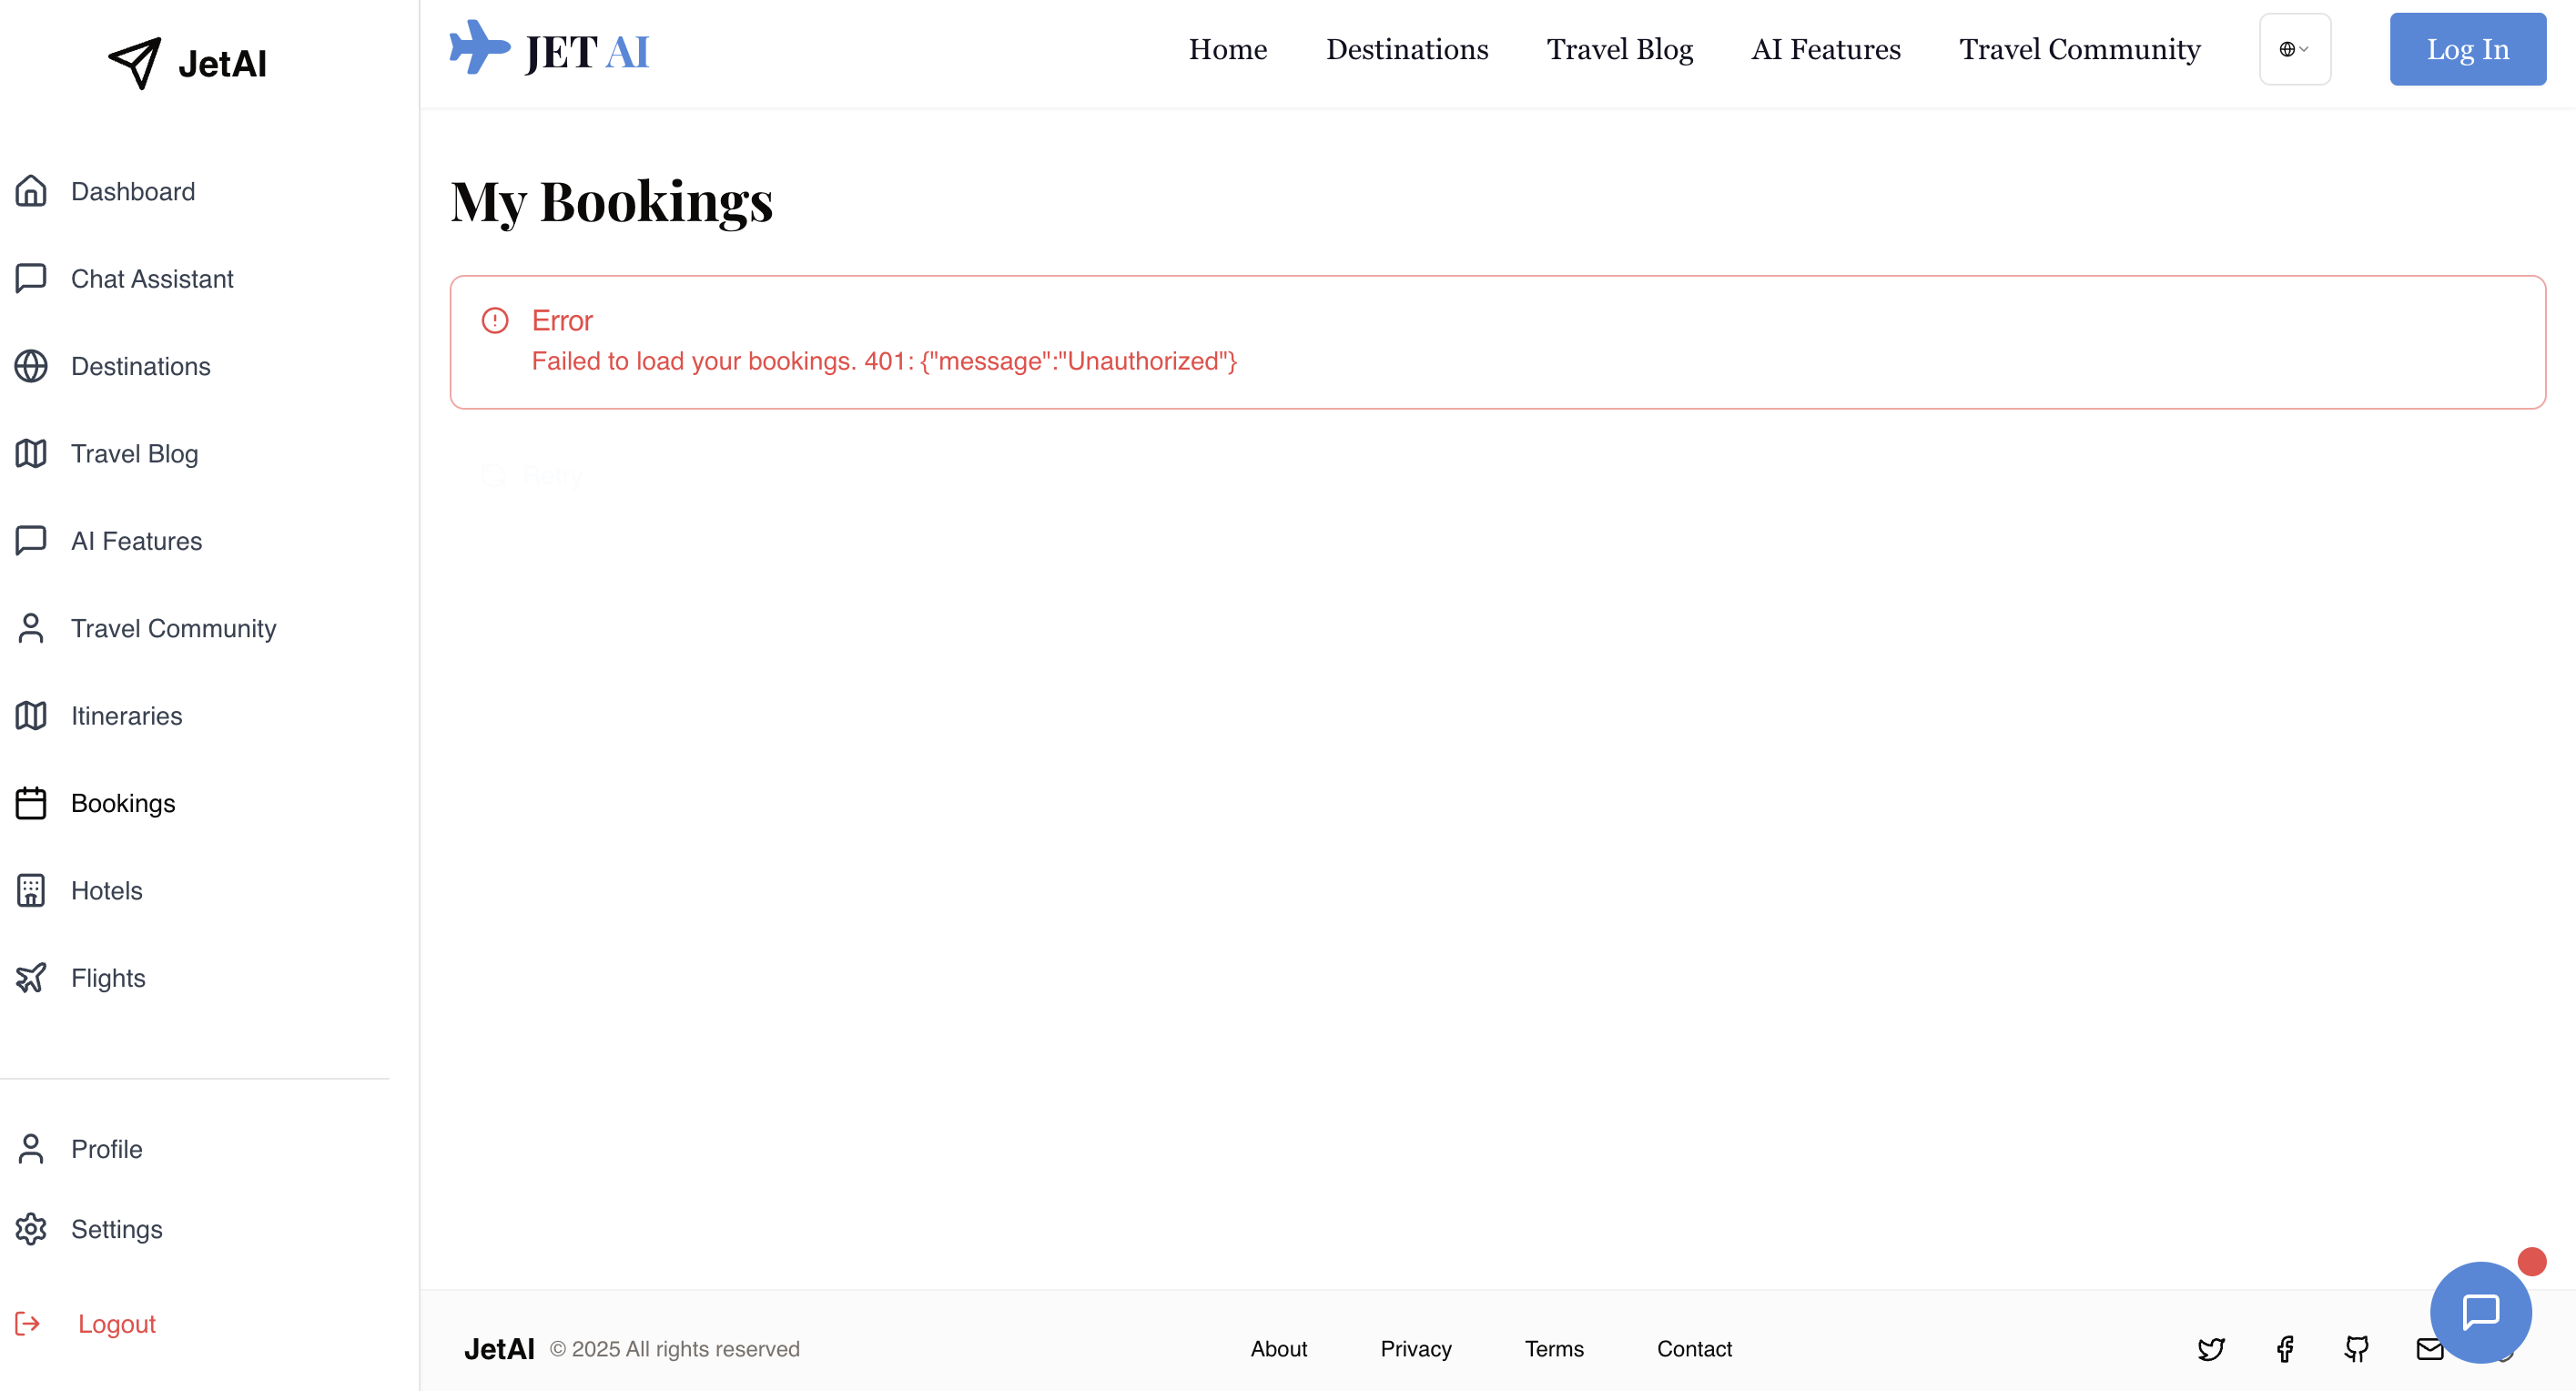 JetAI
Dashboard
Chat Assistant
Destinations
Travel Blog
AI Features
Travel Community
Itineraries
Bookings
Hotels
Flights
Profile
Settings
Logout
JET AI
Home Destinations Travel Blog AI Features Travel Community Log In
My Bookings
Error
Failed to load your bookings. 401: {"message":"Unauthorized"}
Retry
JetAI © 2025 All rights reserved About Privacy Terms Contact